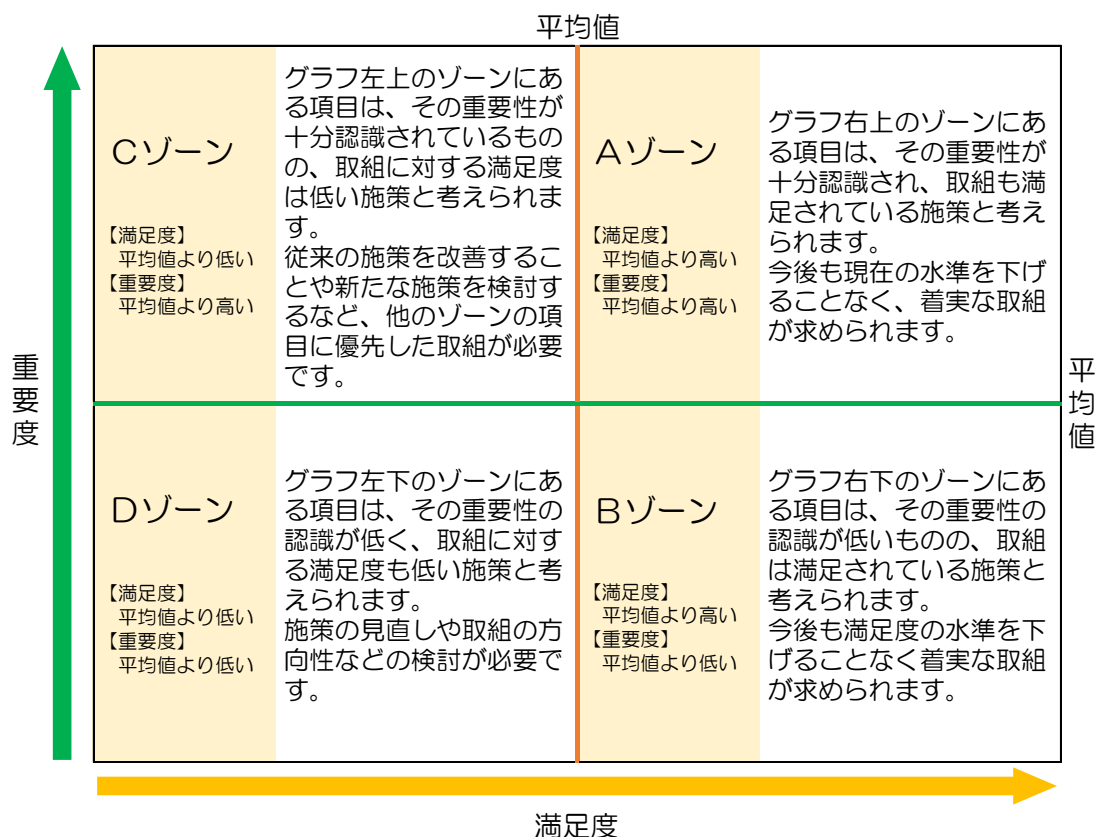 平均値
Cゾーン
【満足度】
平均値より低い
【重要度】
平均値より高い
グラフ左上のゾーンにあ
る項目は、その重要性が
十分認識されているもの
の、取組に対する満足度
は低い施策と考えられま
す。
従来の施策を改善するこ
とや新たな施策を検討す
るなど、他のゾーンの項
目に優先した取組が必要
です。
Aゾーン
【満足度】
平均値より高い
【重要度】
平均値より高い
グラフ右上のゾーンにあ
る項目は、その重要性が
十分認識され、取組も満
足されている施策と考え
られます。
今後も現在の水準を下げ
ることなく、着実な取組
が求められます。
重要度
平均値
Dゾーン
【満足度】
平均値より低い
【重要度】
平均値より低い
グラフ左下のゾーンにあ
る項目は、その重要性の
認識が低く、取組に対す
る満足度も低い施策と考
えられます。
施策の見直しや取組の方
向性などの検討が必要で
す。
Bゾーン
【満足度】
平均値より高い
【重要度】
平均値より低い
グラフ右下のゾーンにあ
る項目は、その重要性の
認識が低いものの、取組
は満足されている施策と
考えられます。
今後も満足度の水準を下
げることなく着実な取組
が求められます。
満足度